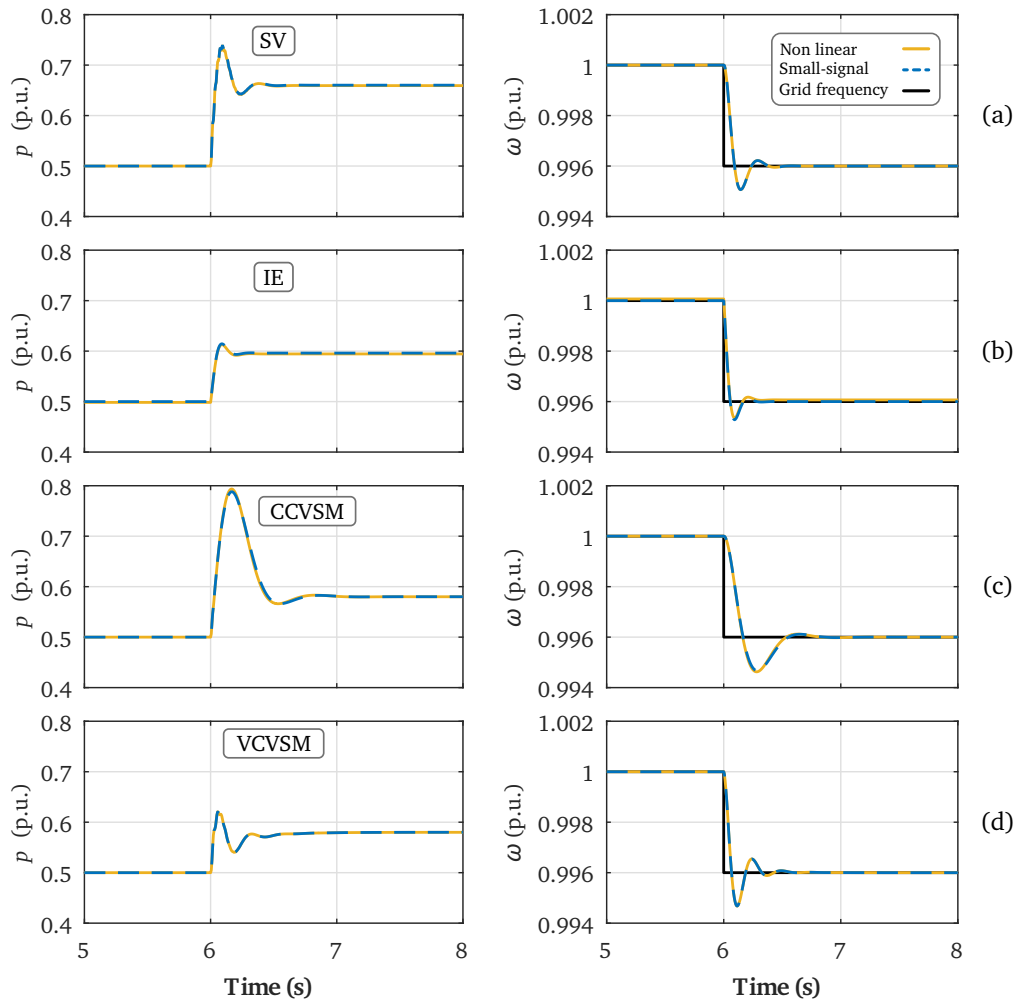 0.8
0.7
0.6
0.5
0.4
p (p.u.)
SV
1.002
1
0.998
0.996
0.994
ω (p.u.)
Non linear
Small-signal
Grid frequency
(a)
0.8
0.7
0.6
0.5
0.4
p (p.u.)
IE
1.002
1
0.998
0.996
0.994
ω (p.u.)
(b)
0.8
0.7
0.6
0.5
0.4
p (p.u.)
CCVSM
1.002
1
0.998
0.996
0.994
ω (p.u.)
(c)
0.8
0.7
0.6
0.5
0.4
p (p.u.)
VCVSM
1.002
1
0.998
0.996
0.994
ω (p.u.)
(d)
5 6 7 8
5 6 7 8
Time (s)
Time (s)